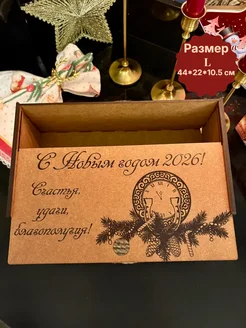 Размер
L
44*22*10.5 см
С Новым годом 2026!
Счастья,
удачи,
благополучия!